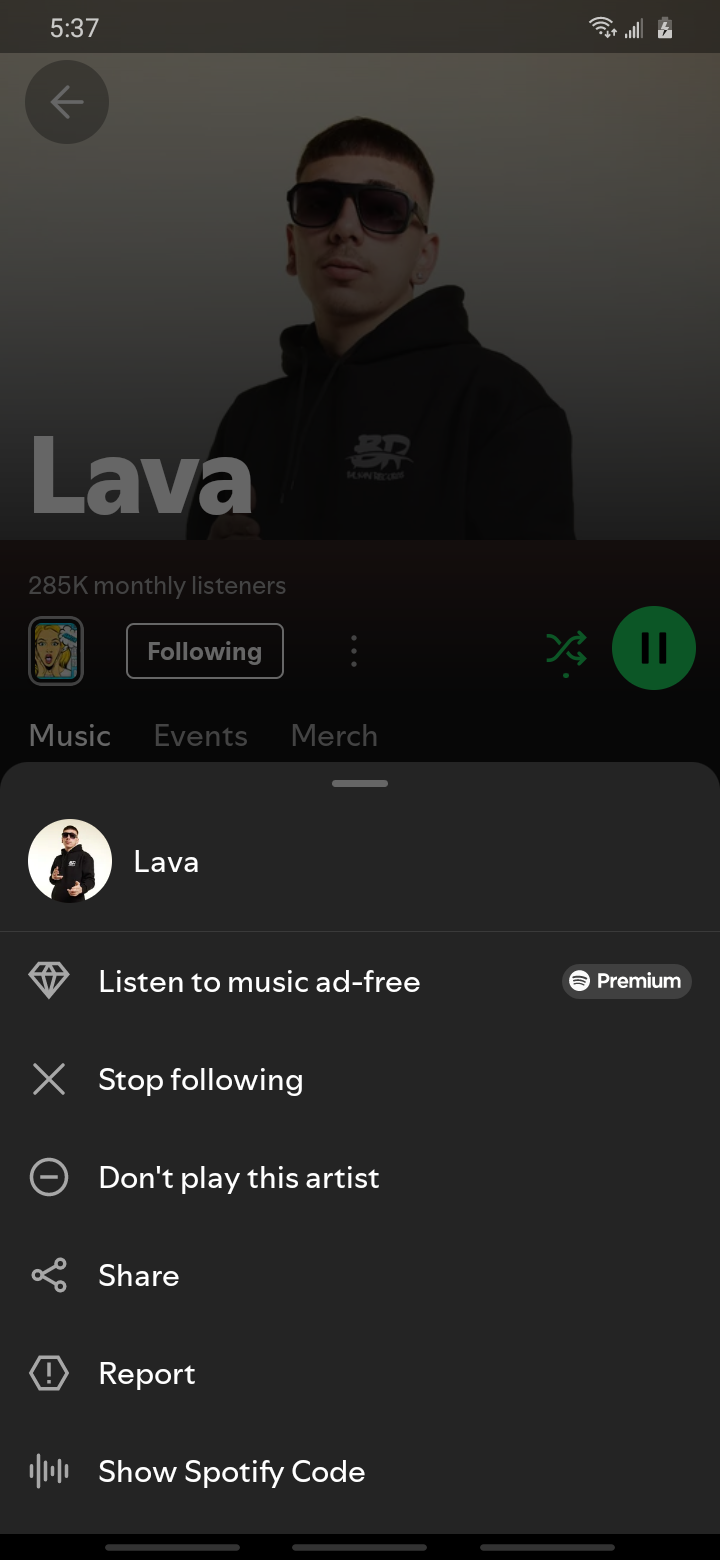 5:37
Lava
285K monthly listeners
Following
Music Events Merch
Lava
Listen to music ad-free Premium
Stop following
Don't play this artist
Share
Report
Show Spotify Code